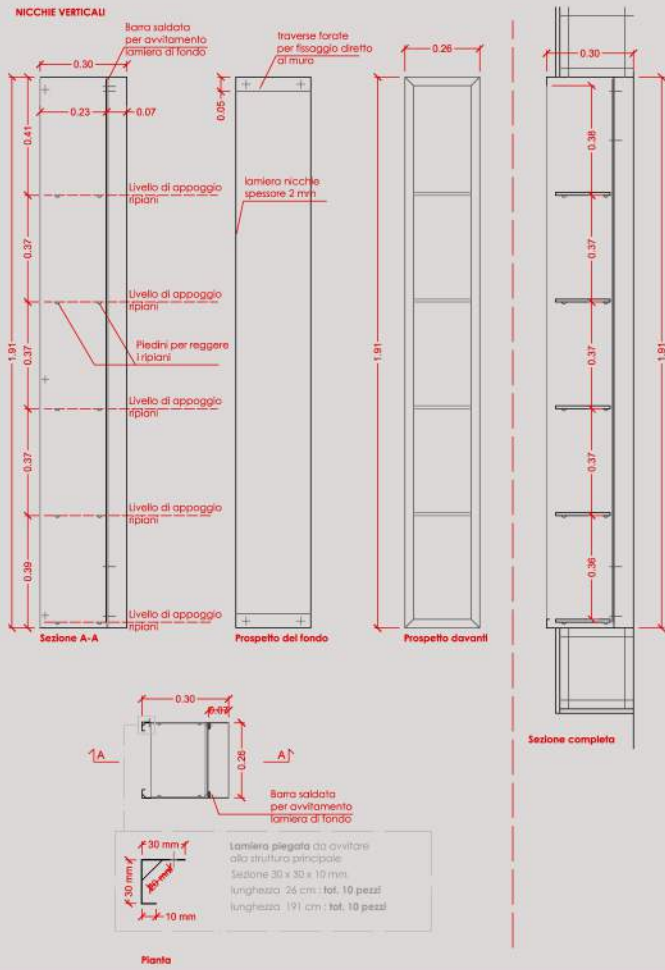 NICCHIE VERTICALI
Barra saldata
per avvitamento
lamiera di fondo
0.30
0.23
0.07
0.41
0.37
0.37
0.37
0.39
1.91
Livello di appoggio
ripiani
Livello di appoggio
ripiani
Piedini per reggere
i ripiani
Livello di appoggio
ripiani
Livello di appoggio
ripiani
Livello di appoggio
ripiani
Sezione A-A
traverse forate
per fissaggio diretto
al muro
0.05
lamiera nicchie
spessore 2 mm
Prospetto del fondo
0.26
1.91
Prospetto davanti
0.30
0.38
0.37
0.37
0.37
0.36
1.91
Sezione completa
0.30
0.07
0.26
A
A
Barra saldata
per avvitamento
lamiera di fondo
30 mm
30 mm
20 mm
10 mm
Lamiera piegata da avvitare
alla struttura principale
Sezione 30 x 30 x 10 mm
lunghezza 26 cm : tot. 10 pezzi
lunghezza 191 cm : tot. 10 pezzi
Pianta